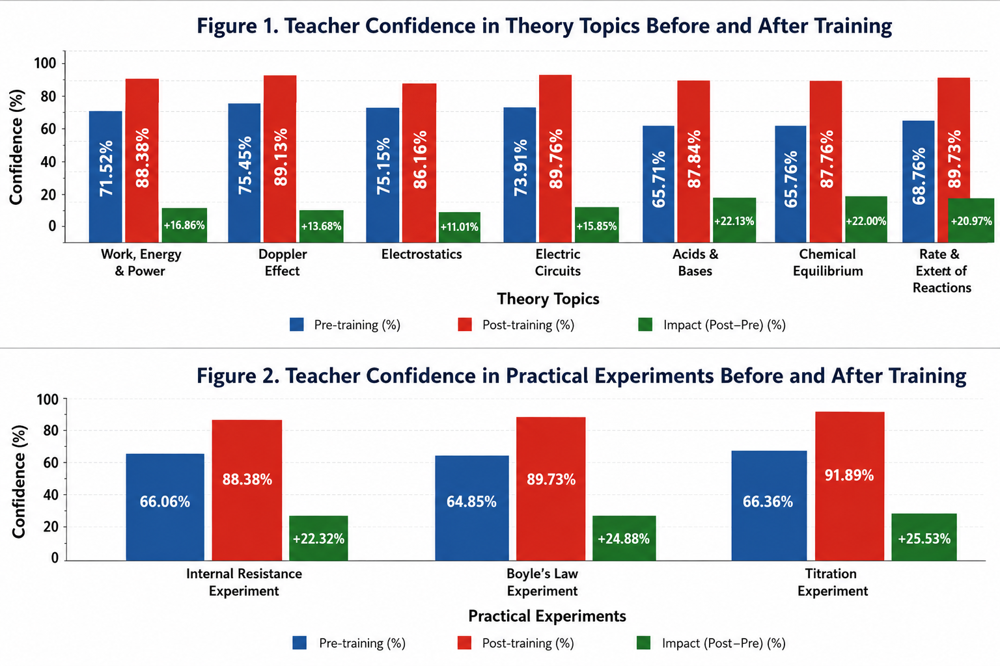 Figure 1. Teacher Confidence in Theory Topics Before and After Training
Confidence (%)
100
80
60
40
20
0
71.52%
88.38%
+16.86%
75.45%
89.13%
+13.68%
75.15%
86.16%
+11.01%
73.91%
89.76%
+15.85%
65.71%
87.84%
+22.13%
65.76%
87.76%
+22.00%
68.76%
89.73%
+20.97%
Work, Energy
& Power
Doppler
Effect
Electrostatics
Electric
Circuits
Acids &
Bases
Chemical
Equilibrium
Rate &
Extent of
Reactions
Theory Topics
Pre-training (%)
Post-training (%)
Impact (Post–Pre) (%)
Figure 2. Teacher Confidence in Practical Experiments Before and After Training
Confidence (%)
100
80
60
40
20
0
66.06%
88.38%
+22.32%
64.85%
89.73%
+24.88%
66.36%
91.89%
+25.53%
Internal Resistance
Experiment
Boyle's Law
Experiment
Titration
Experiment
Practical Experiments
Pre-training (%)
Post-training (%)
Impact (Post–Pre) (%)